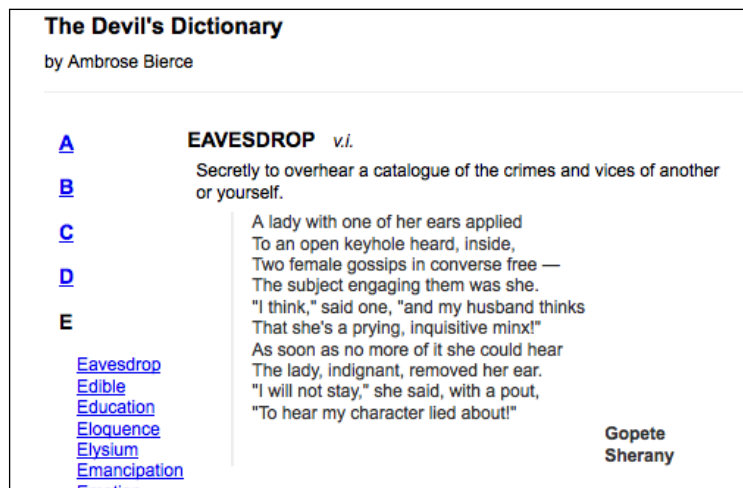 The Devil's Dictionary
by Ambrose Bierce
A
B
C
D
E
Eavesdrop
Edible
Education
Eloquence
Elysium
Emancipation
EAVESDROP v.i.
Secretly to overhear a catalogue of the crimes and vices of another
or yourself.
A lady with one of her ears applied
To an open keyhole heard, inside,
Two female gossips in converse free —
The subject engaging them was she.
"I think," said one, "and my husband thinks
That she's a prying, inquisitive minx!"
As soon as no more of it she could hear
The lady, indignant, removed her ear.
"I will not stay," she said, with a pout,
"To hear my character lied about!"
Gopete
Sherany